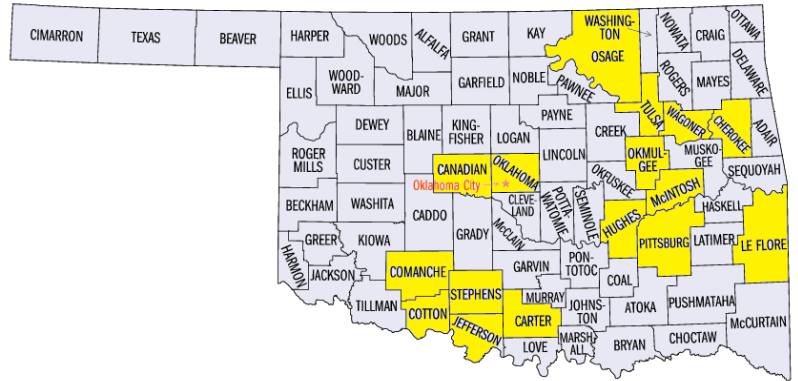 CIMARRON
TEXAS
BEAVER
HARPER
WOODS
ALFALFA
GRANT
KAY
WASHING-
TON
OSAGE
NOWATA
CRAIG
OTTAWA
ELLIS
WOOD-
WARD
MAJOR
GARFIELD
NOBLE
PAWNEE
ROGERS
MAYES
DELAWARE
DEWEY
BLAINE
KING-
FISHER
LOGAN
PAYNE
CREEK
TULSA
WAGONER
CHEROKEE
ADAIR
ROGER
MILLS
CUSTER
CANADIAN
OKLAHOMA
Oklahoma City
LINCOLN
OKFUSKEE
OKMUL-
GEE
MUSKO-
GEE
SEQUOYAH
BECKHAM
WASHITA
CADDO
GRADY
CLEVE-
LAND
McCLAIN
POTTA-
WATOMIE
SEMINOLE
HUGHES
McINTOSH
HASKELL
GREER
KIOWA
HARMON
JACKSON
COMANCHE
GARVIN
PON-
TOTOC
PITTSBURG
LATIMER
LE FLORE
TILLMAN
COTTON
STEPHENS
JEFFERSON
MURRAY
CARTER
JOHNS-
TON
COAL
ATOKA
PUSHMATAHA
McCURTAIN
LOVE
MARSH-
ALL
BRYAN
CHOCTAW